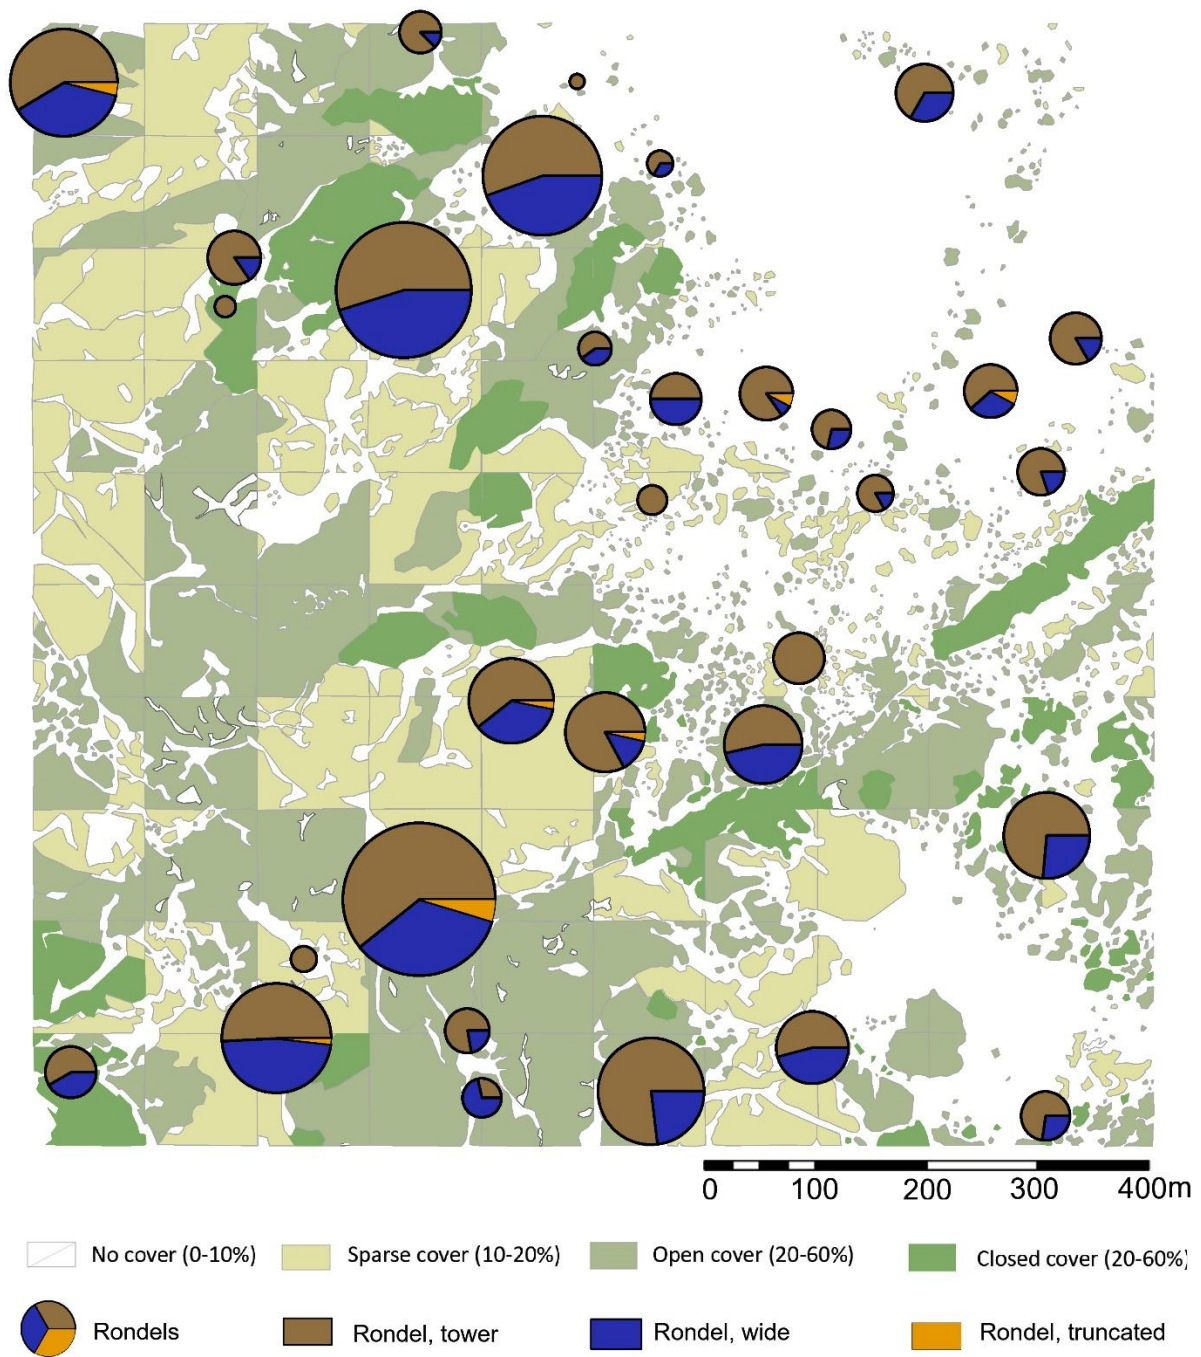 0 100 200 300 400m
No cover (0-10%) Sparse cover (10-20%) Open cover (20-60%) Closed cover (20-60%)
Rondels Rondel, tower Rondel, wide Rondel, truncated